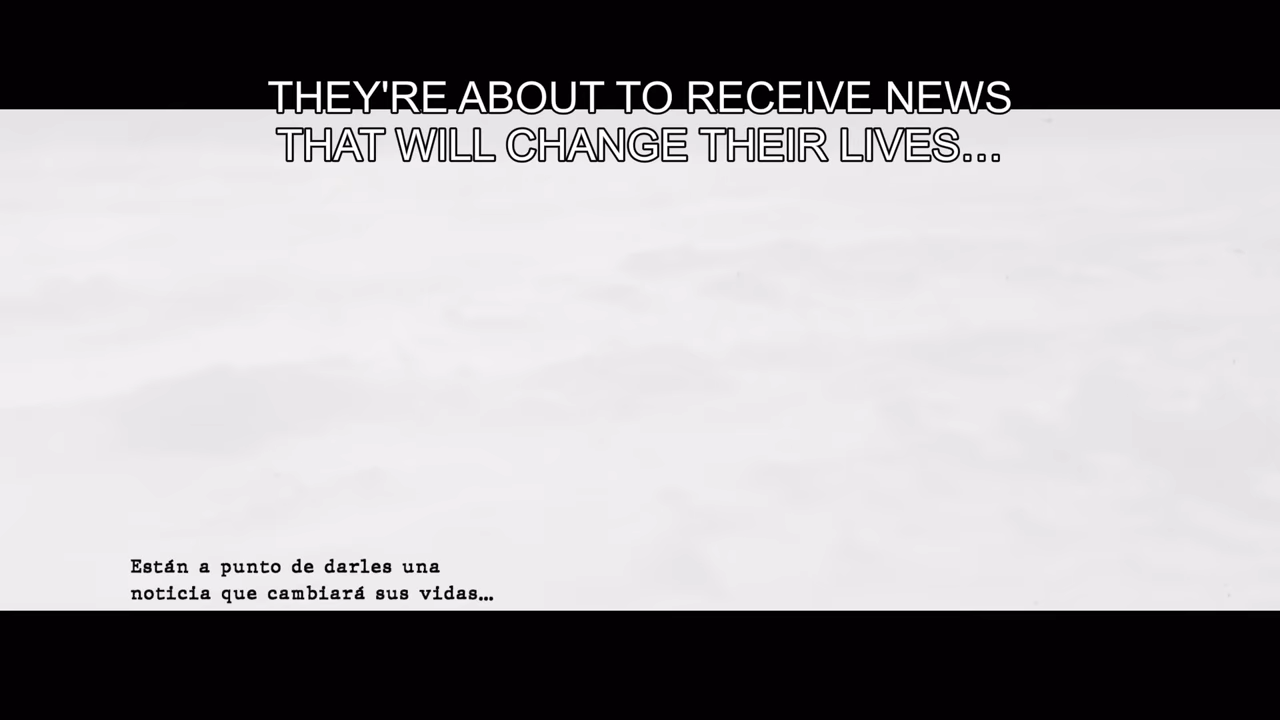 THEY'RE ABOUT TO RECEIVE NEWS
THAT WILL CHANGE THEIR LIVES...
Están a punto de darles una
noticia que cambiará sus vidas...